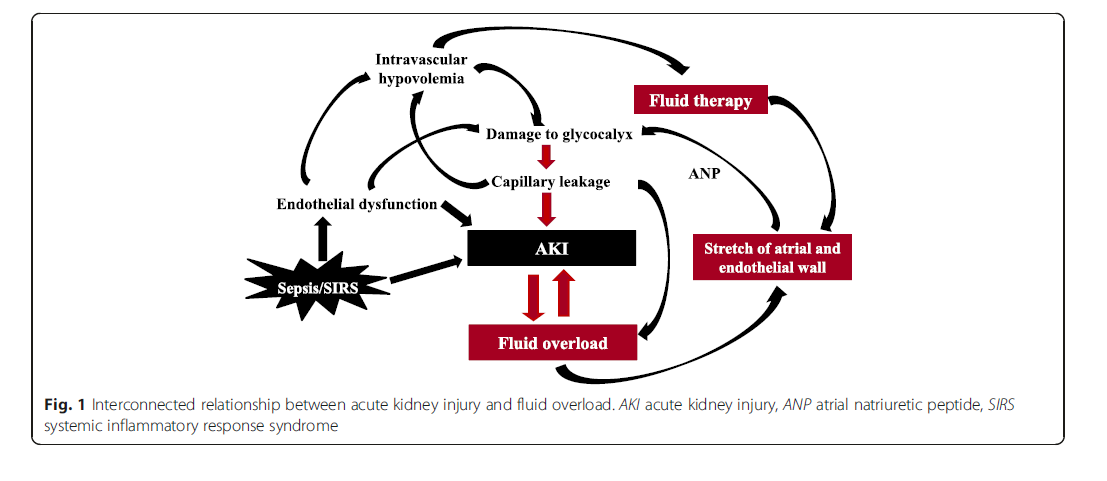 Intravascular
hypovolemia
Fluid therapy
Damage to glycocalyx
ANP
Capillary leakage
Endothelial dysfunction
AKI
Stretch of atrial and
endothelial wall
Sepsis/SIRS
Fluid overload
Fig. 1 Interconnected relationship between acute kidney injury and fluid overload. AKI acute kidney injury, ANP atrial natriuretic peptide, SIRS
systemic inflammatory response syndrome